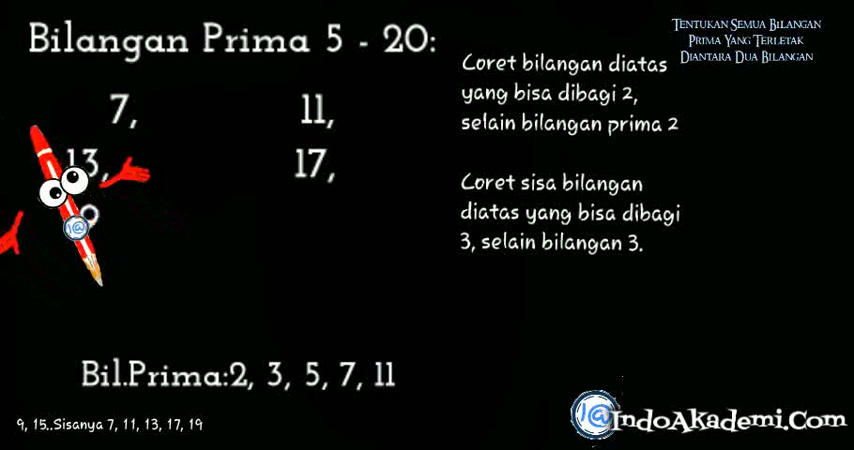 Bilangan Prima 5 - 20:
TENTUKAN SEMUA BILANGAN
PRIMA YANG TERLETAK
DIANTARA DUA BILANGAN
7, 11,
13, 17,
Coret bilangan diatas
yang bisa dibagi 2,
selain bilangan prima 2
Coret sisa bilangan
diatas yang bisa dibagi
3, selain bilangan 3.
1@
Bil.Prima:2, 3, 5, 7, 11
9, 15..Sisanya 7, 11, 13, 17, 19
1@IndoAkademi.Com